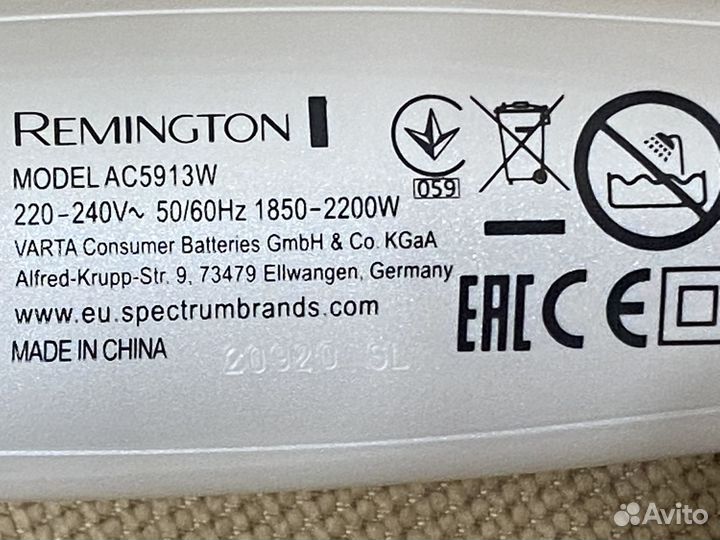 REMINGTON
MODEL AC5913W
220-240V~ 50/60Hz 1850-2200W
VARTA Consumer Batteries GmbH & Co. KGaA
Alfred-Krupp-Str. 9, 73479 Ellwangen, Germany
www.eu.spectrumbrands.com
MADE IN CHINA
20920 SL
059
EAC CE
Avito